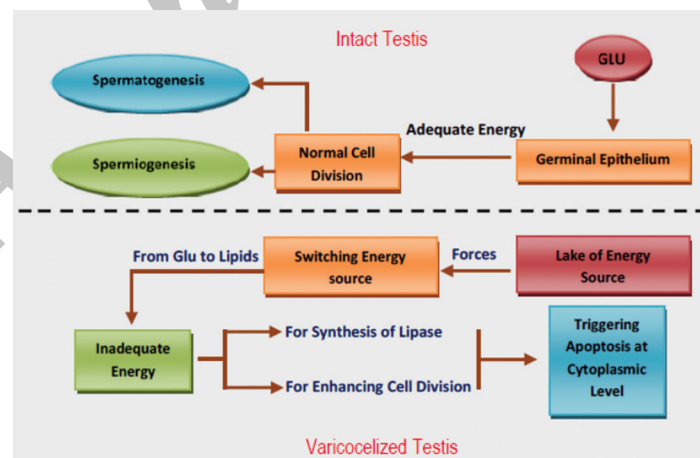 Intact Testis
GLU
Spermatogenesis
Adequate Energy
Spermiogenesis
Normal Cell
Division
Germinal Epithelium
From Glu to Lipids
Switching Energy
source
Forces
Lake of Energy
Source
Inadequate
Energy
For Synthesis of Lipase
For Enhancing Cell Division
Triggering
Apoptosis at
Cytoplasmic
Level
Varicocelized Testis